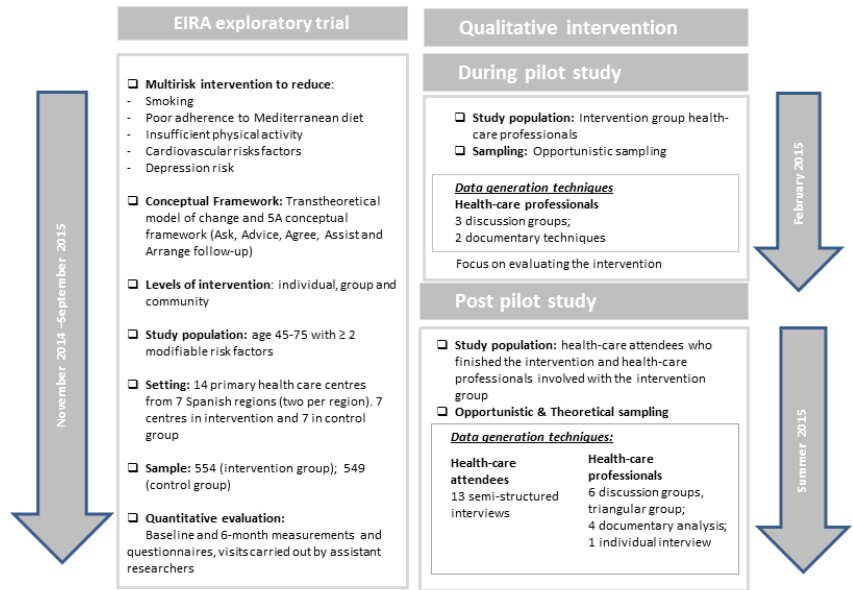 EIRA exploratory trial
November 2014 –September 2015
❑ Multirisk intervention to reduce:
- Smoking
- Poor adherence to Mediterranean diet
- Insufficient physical activity
- Cardiovascular risks factors
- Depression risk
❑ Conceptual Framework: Transtheoretical
model of change and 5A conceptual
framework (Ask, Advice, Agree, Assist and
Arrange follow-up)
❑ Levels of intervention: individual, group and
community
❑ Study population: age 45-75 with ≥ 2
modifiable risk factors
❑ Setting: 14 primary health care centres
from 7 Spanish regions (two per region). 7
centres in intervention and 7 in control
group
❑ Sample: 554 (intervention group); 549
(control group)
❑ Quantitative evaluation:
Baseline and 6-month measurements and
questionnaires, visits carried out by assistant
researchers
Qualitative intervention
During pilot study
❑ Study population: Intervention group health-
care professionals
❑ Sampling: Opportunistic sampling
Data generation techniques
Health-care professionals
3 discussion groups;
2 documentary techniques
Focus on evaluating the intervention
February 2015
Post pilot study
❑ Study population: health-care attendees who
finished the intervention and health-care
professionals involved with the intervention
group
❑ Opportunistic & Theoretical sampling
Data generation techniques:
Health-care
attendees
13 semi-structured
interviews
Health-care
professionals
6 discussion groups,
triangular group;
4 documentary analysis;
1 individual interview
Summer 2015